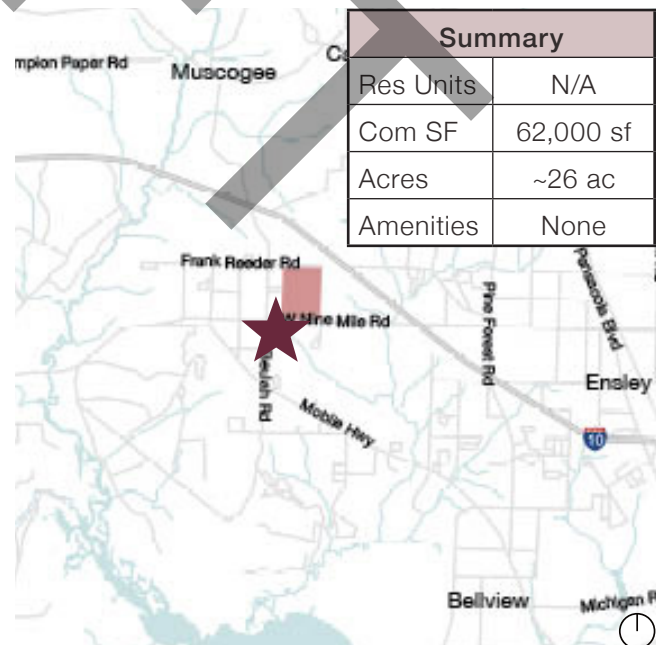 Summary
Res Units N/A
Com SF 62,000 sf
Acres ~26 ac
Amenities None
Muscogee
Frank Reeder Rd
W Nine Mile Rd
Beulah Rd
Mobile Hwy
Pine Forest Rd
Pensacola Blvd
Ensley
10
Bellview
Michigan R
mpion Paper Rd